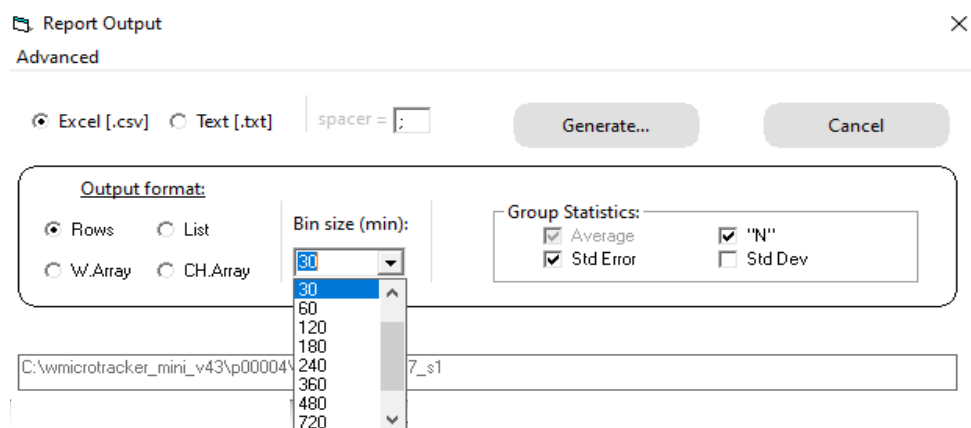 Report Output
Advanced
Excel [.csv] Text [.txt] spacer = ; Generate... Cancel
Output format:
Rows List
W.Array CH.Array
Bin size (min):
30
30
60
120
180
240
360
480
720
Group Statistics:
Average "N"
Std Error Std Dev
C:\wmicrotracker_mini_v43\p00004\ 7_s1